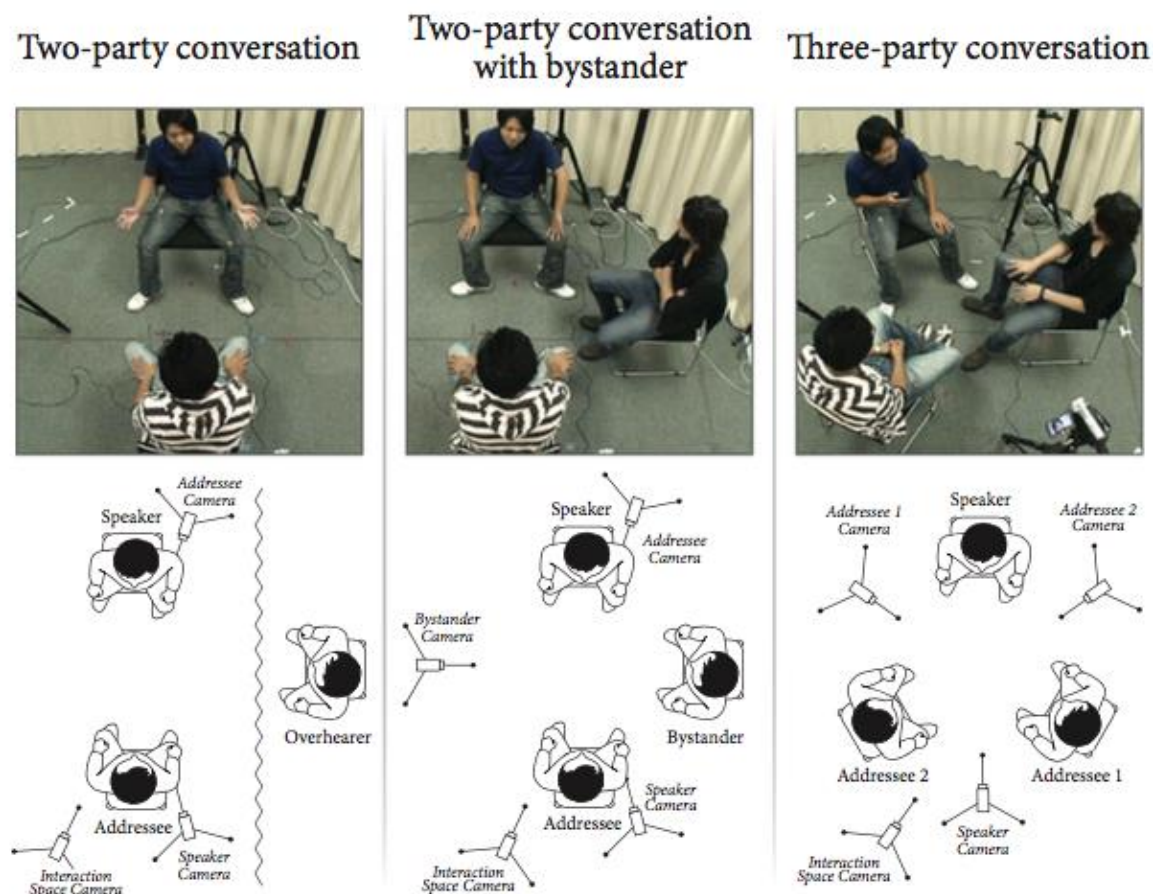 Two-party conversation
Two-party conversation
with bystander
Three-party conversation
Addressee
Camera
Speaker
Overhearer
Addressee
Speaker
Camera
Interaction
Space Camera
Speaker
Addressee
Camera
Bystander
Camera
Bystander
Speaker
Camera
Addressee
Interaction
Space Camera
Addressee 1
Camera
Speaker
Addressee 2
Camera
Addressee 2
Addressee 1
Speaker
Camera
Interaction
Space Camera